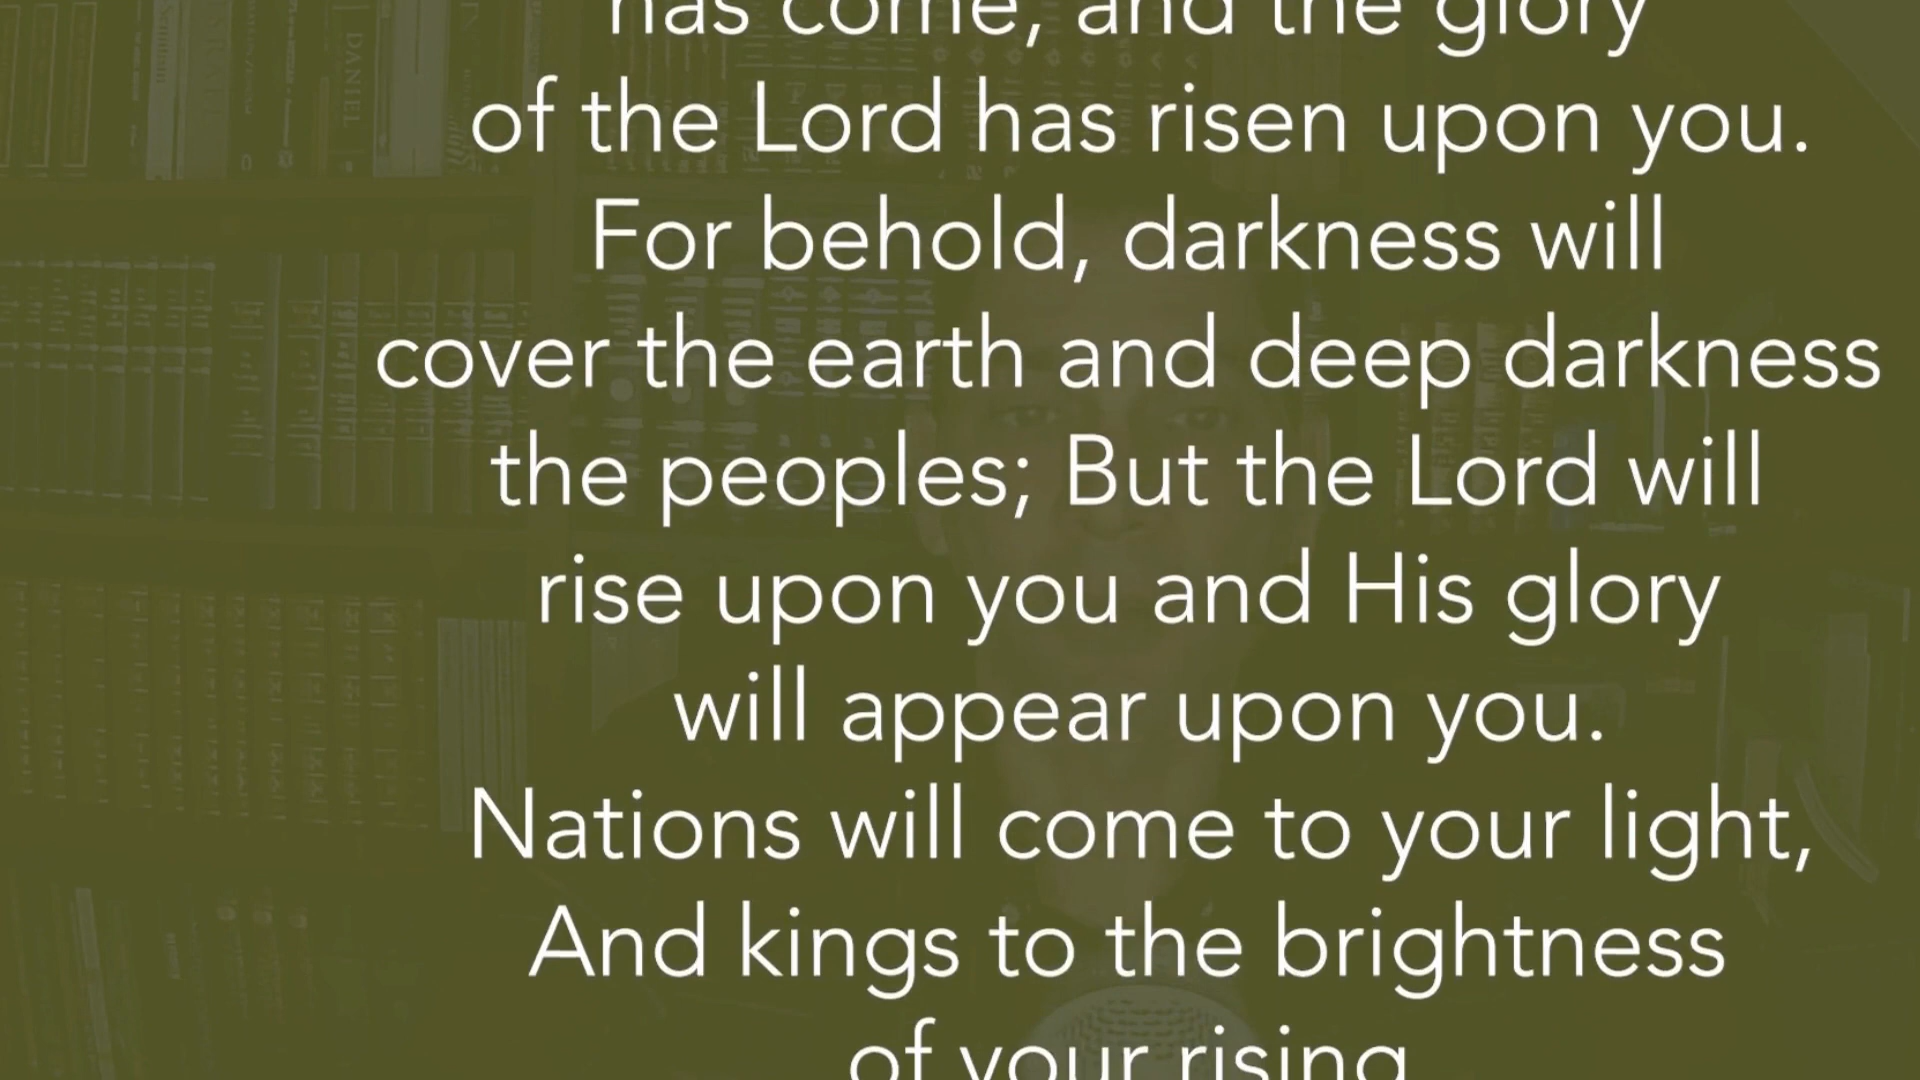 has come, and the glory
of the Lord has risen upon you.
For behold, darkness will
cover the earth and deep darkness
the peoples; But the Lord will
rise upon you and His glory
will appear upon you.
Nations will come to your light,
And kings to the brightness
of your rising
DANIEL